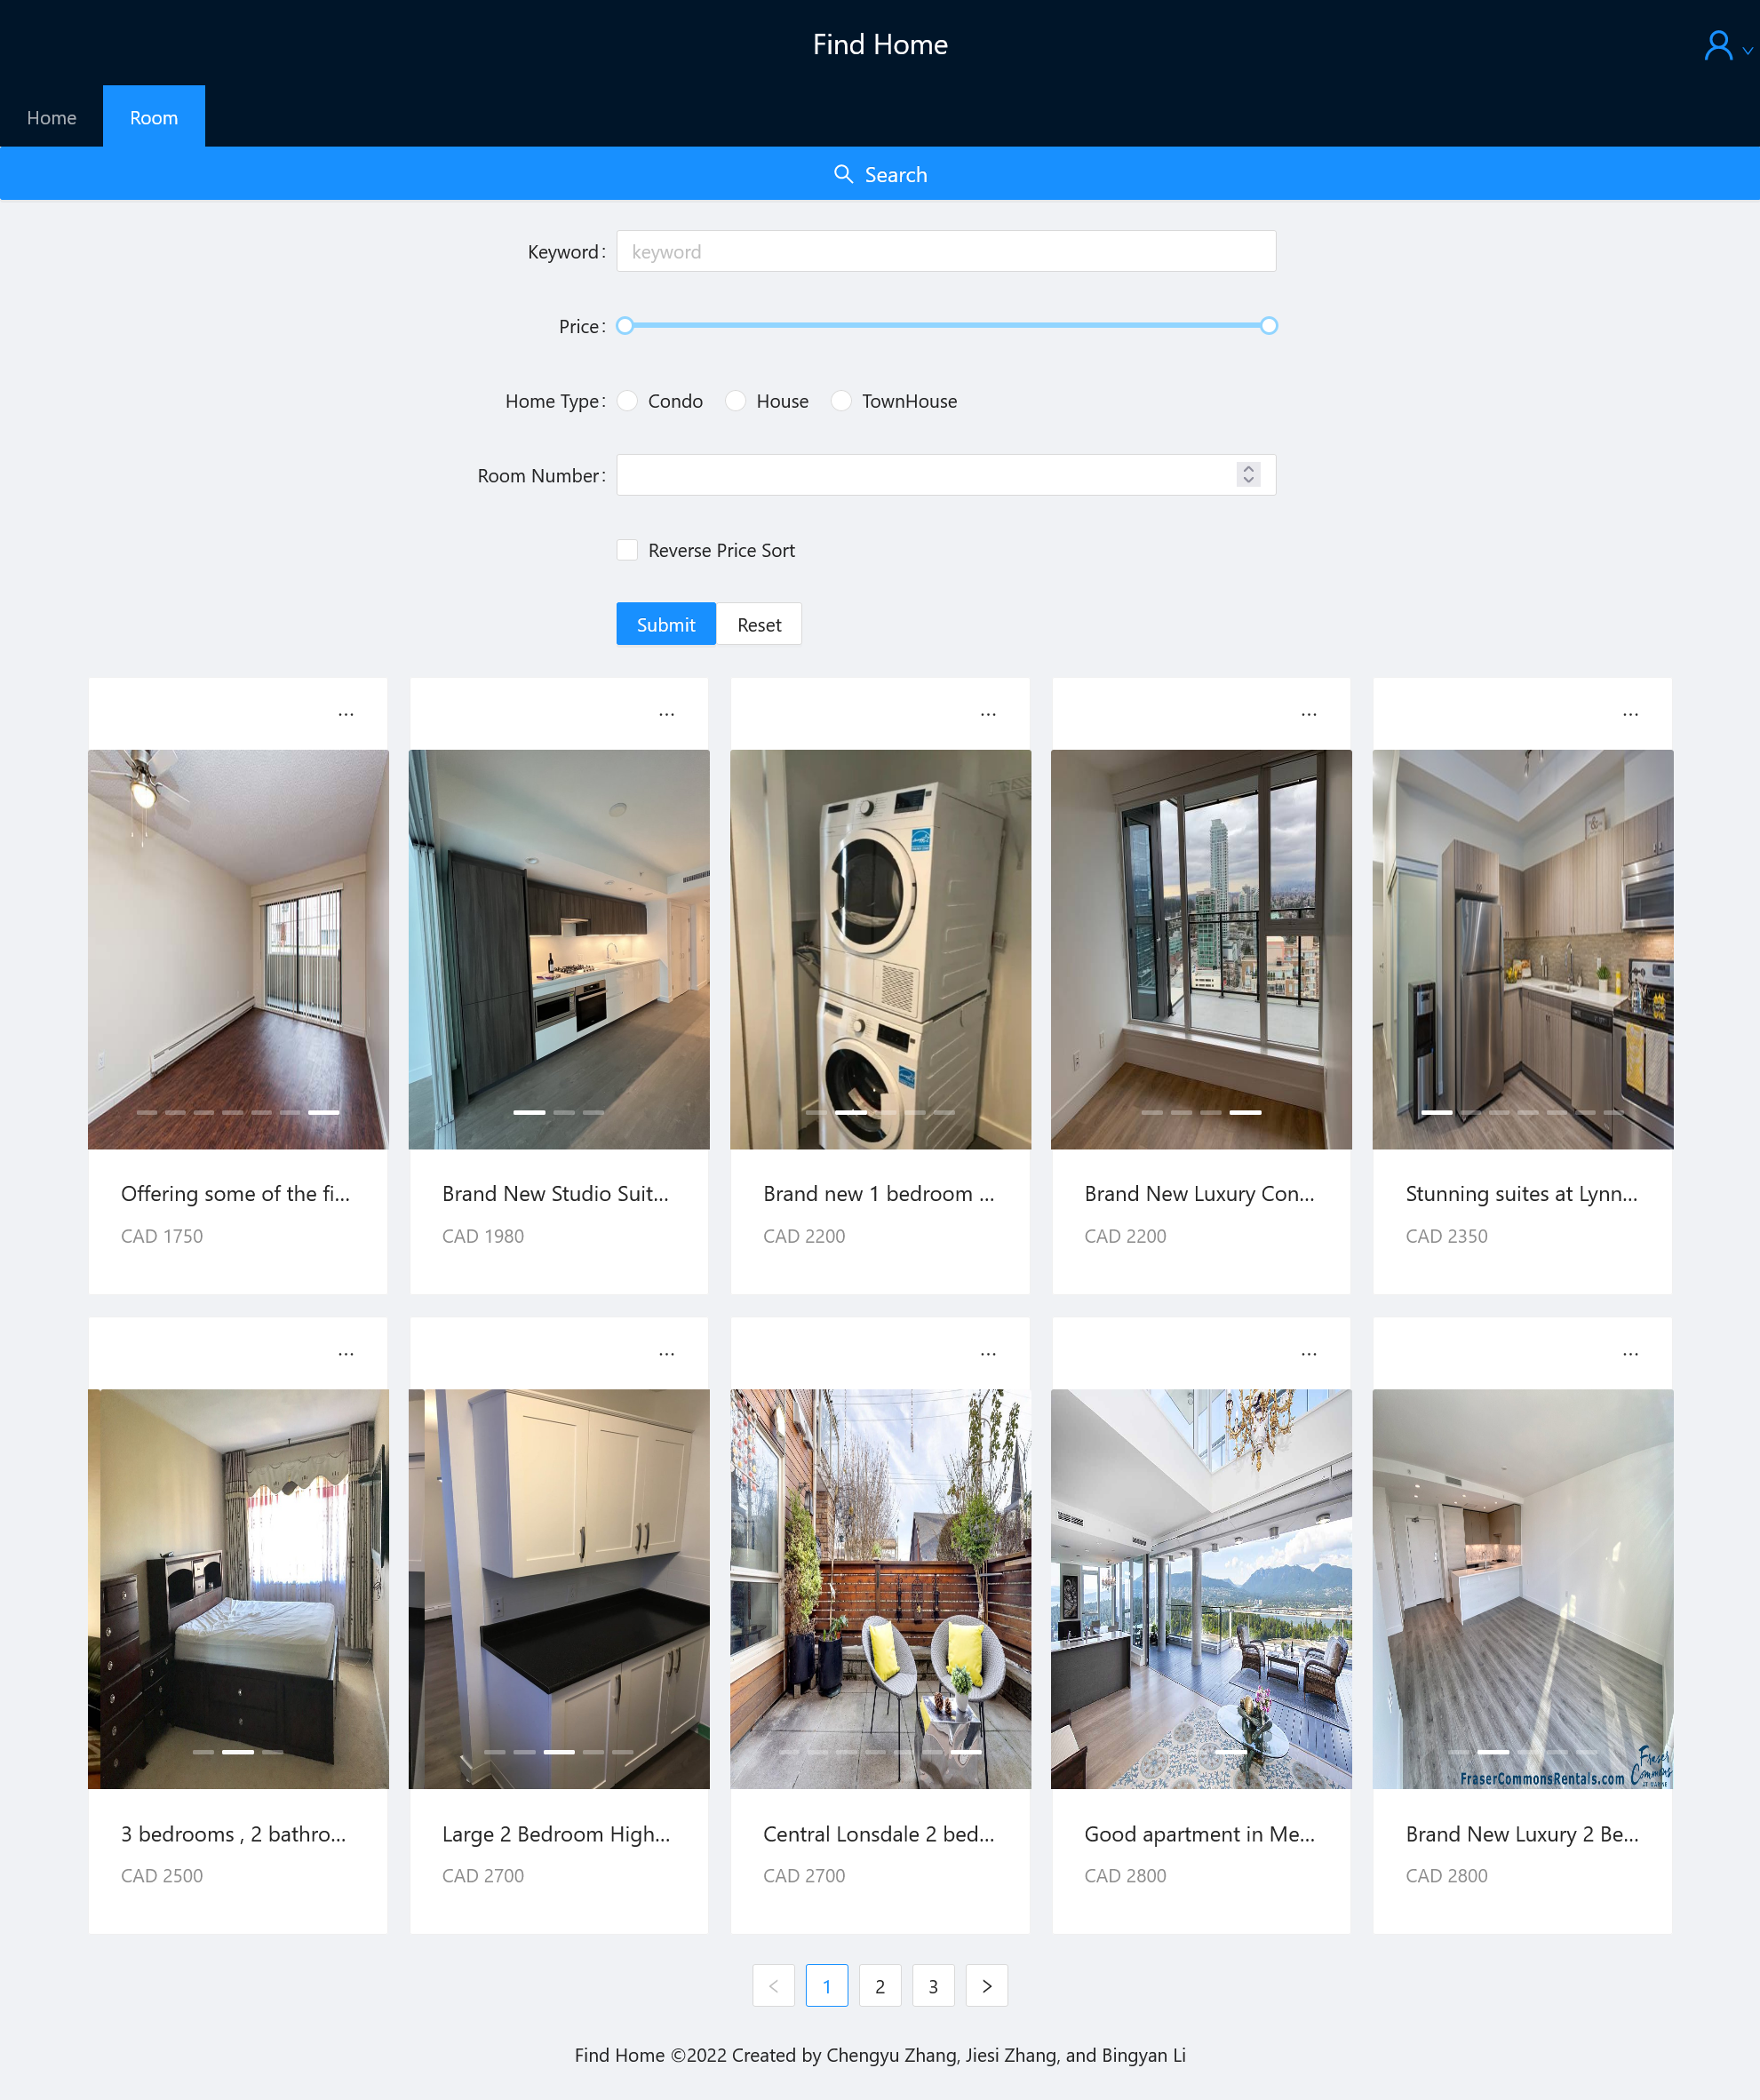 Find Home
Home Room
Search
Keyword: keyword
Price:
Home Type: Condo House TownHouse
Room Number:
Reverse Price Sort
Submit Reset
... ... ... ... ...
Offering some of the fi... Brand New Studio Suit... Brand new 1 bedroom ... Brand New Luxury Con... Stunning suites at Lynn...
CAD 1750 CAD 1980 CAD 2200 CAD 2200 CAD 2350
... ... ... ... ...
Fraser Commons
FraserCommonsRentals.com
3 bedrooms , 2 bathro... Large 2 Bedroom High... Central Lonsdale 2 bed... Good apartment in Me... Brand New Luxury 2 Be...
CAD 2500 CAD 2700 CAD 2700 CAD 2800 CAD 2800
1 2 3
Find Home ©2022 Created by Chengyu Zhang, Jiesi Zhang, and Bingyan Li